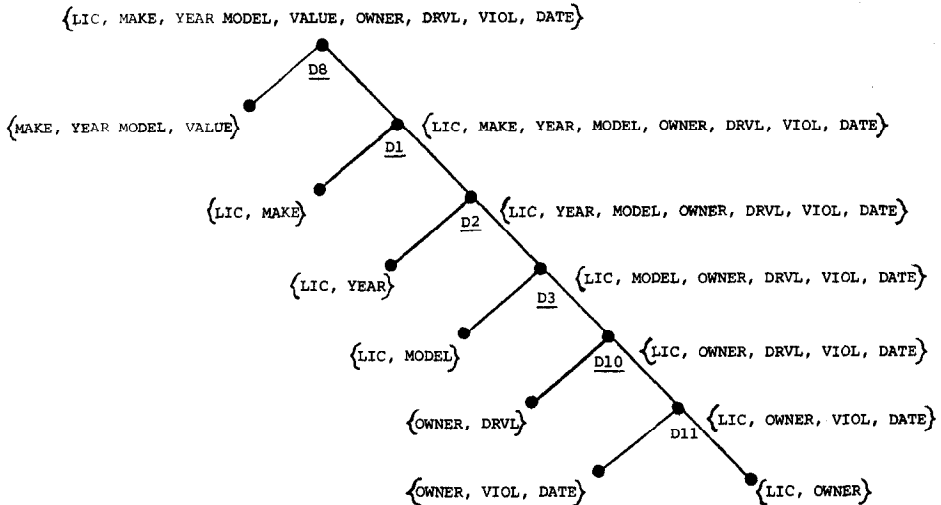 {LIC, MAKE, YEAR MODEL, VALUE, OWNER, DRVL, VIOL, DATE}
D8
{MAKE, YEAR MODEL, VALUE}
{LIC, MAKE, YEAR, MODEL, OWNER, DRVL, VIOL, DATE}
D1
{LIC, MAKE}
{LIC, YEAR, MODEL, OWNER, DRVL, VIOL, DATE}
D2
{LIC, YEAR}
{LIC, MODEL, OWNER, DRVL, VIOL, DATE}
D3
{LIC, MODEL}
{LIC, OWNER, DRVL, VIOL, DATE}
D10
{OWNER, DRVL}
{LIC, OWNER, VIOL, DATE}
D11
{OWNER, VIOL, DATE}
{LIC, OWNER}